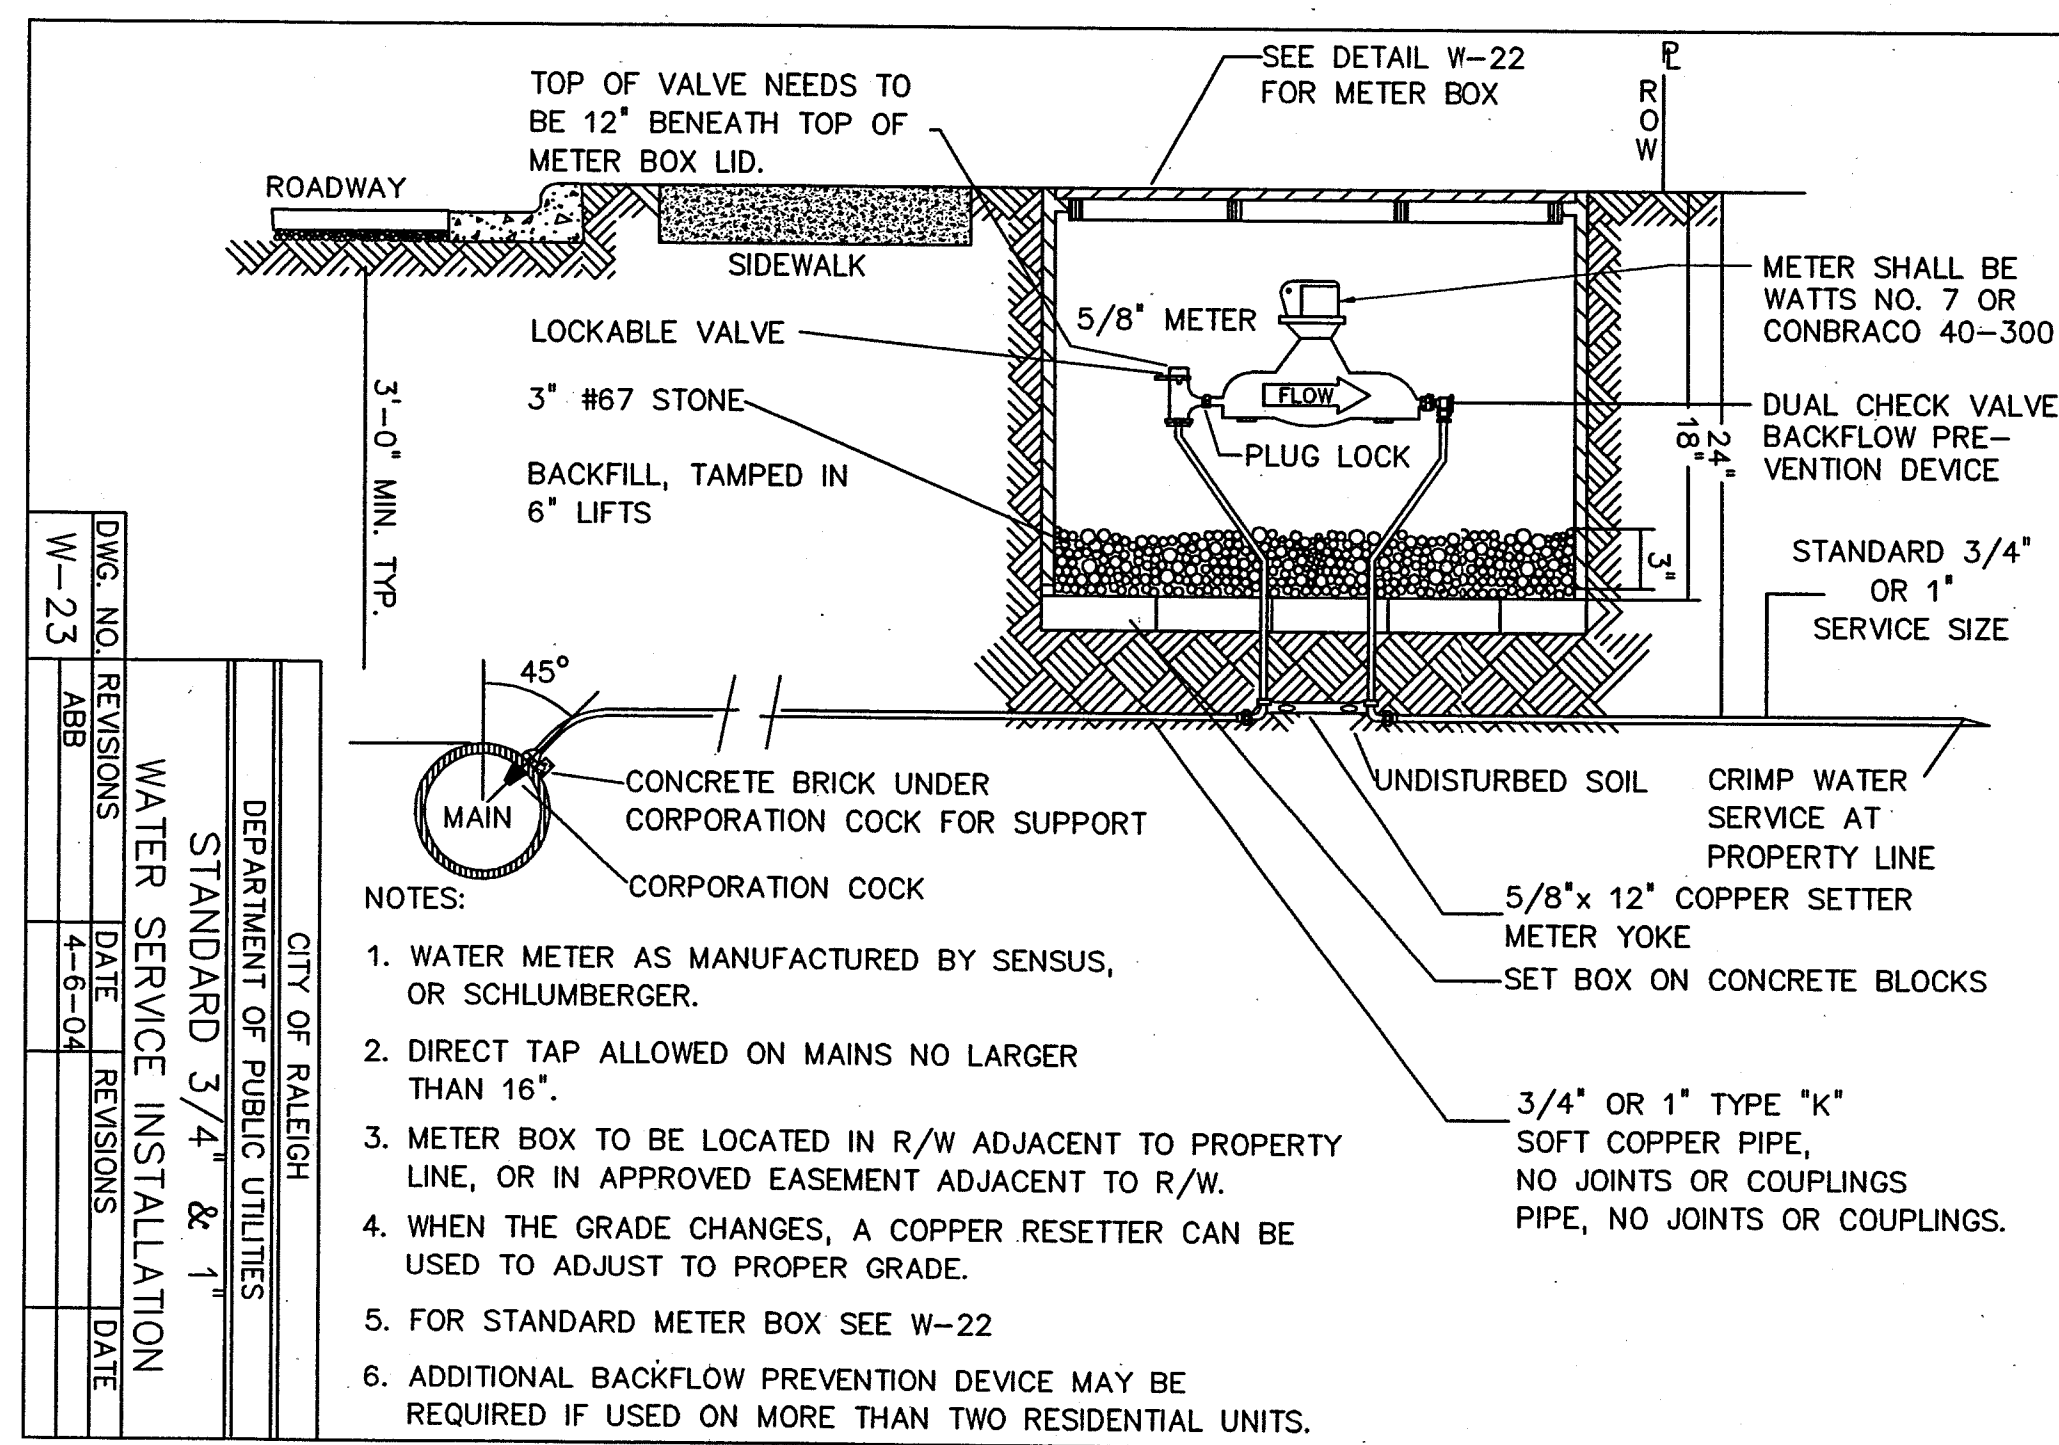 TOP OF VALVE NEEDS TO
BE 12" BENEATH TOP OF
METER BOX LID.
SEE DETAIL W-22
FOR METER BOX
PL
ROW
ROADWAY
SIDEWALK
METER SHALL BE
WATTS NO. 7 OR
CONBRACO 40-300
5/8" METER
LOCKABLE VALVE
3" #67 STONE
FLOW
PLUG LOCK
DUAL CHECK VALVE
BACKFLOW PRE-
VENTION DEVICE
18"
24"
BACKFILL, TAMPED IN
6" LIFTS
3'-0" MIN. TYP.
3"
STANDARD 3/4"
OR 1"
SERVICE SIZE
45°
MAIN
CONCRETE BRICK UNDER
CORPORATION COCK FOR SUPPORT
CORPORATION COCK
UNDISTURBED SOIL
CRIMP WATER
SERVICE AT
PROPERTY LINE
5/8"x 12" COPPER SETTER
METER YOKE
SET BOX ON CONCRETE BLOCKS
3/4" OR 1" TYPE "K"
SOFT COPPER PIPE,
NO JOINTS OR COUPLINGS
PIPE, NO JOINTS OR COUPLINGS.
NOTES:
1. WATER METER AS MANUFACTURED BY SENSUS,
OR SCHLUMBERGER.
2. DIRECT TAP ALLOWED ON MAINS NO LARGER
THAN 16".
3. METER BOX TO BE LOCATED IN R/W ADJACENT TO PROPERTY
LINE, OR IN APPROVED EASEMENT ADJACENT TO R/W.
4. WHEN THE GRADE CHANGES, A COPPER RESETTER CAN BE
USED TO ADJUST TO PROPER GRADE.
5. FOR STANDARD METER BOX SEE W-22
6. ADDITIONAL BACKFLOW PREVENTION DEVICE MAY BE
REQUIRED IF USED ON MORE THAN TWO RESIDENTIAL UNITS.
CITY OF RALEIGH
DEPARTMENT OF PUBLIC UTILITIES
STANDARD 3/4" & 1"
WATER SERVICE INSTALLATION
DWG. NO. REVISIONS DATE REVISIONS DATE
W-23 ABB 4-6-04